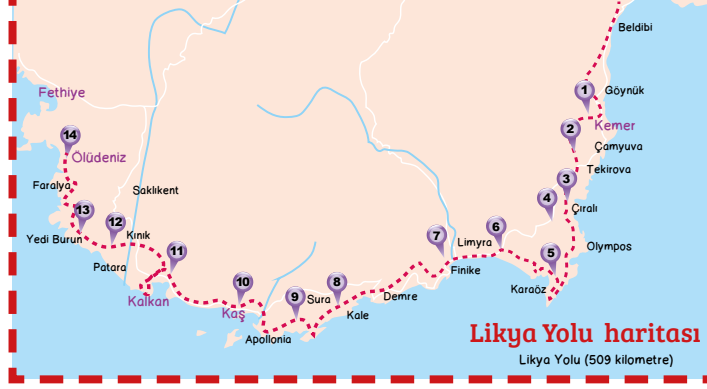 Beldibi
1
Göynük
Fethiye
Kemer
2
14
Çamyuva
Ölüdeniz
Tekirova
3
Faralya
Saklıkent
4
Çıralı
13
12
7
6
Yedi Burun
Kınık
11
Limyra
Olympos
5
Patara
Finike
10
8
Karaöz
Kalkan
9
Sura
Demre
Kaş
Kale
Apollonia
Likya Yolu haritası
Likya Yolu (509 kilometre)